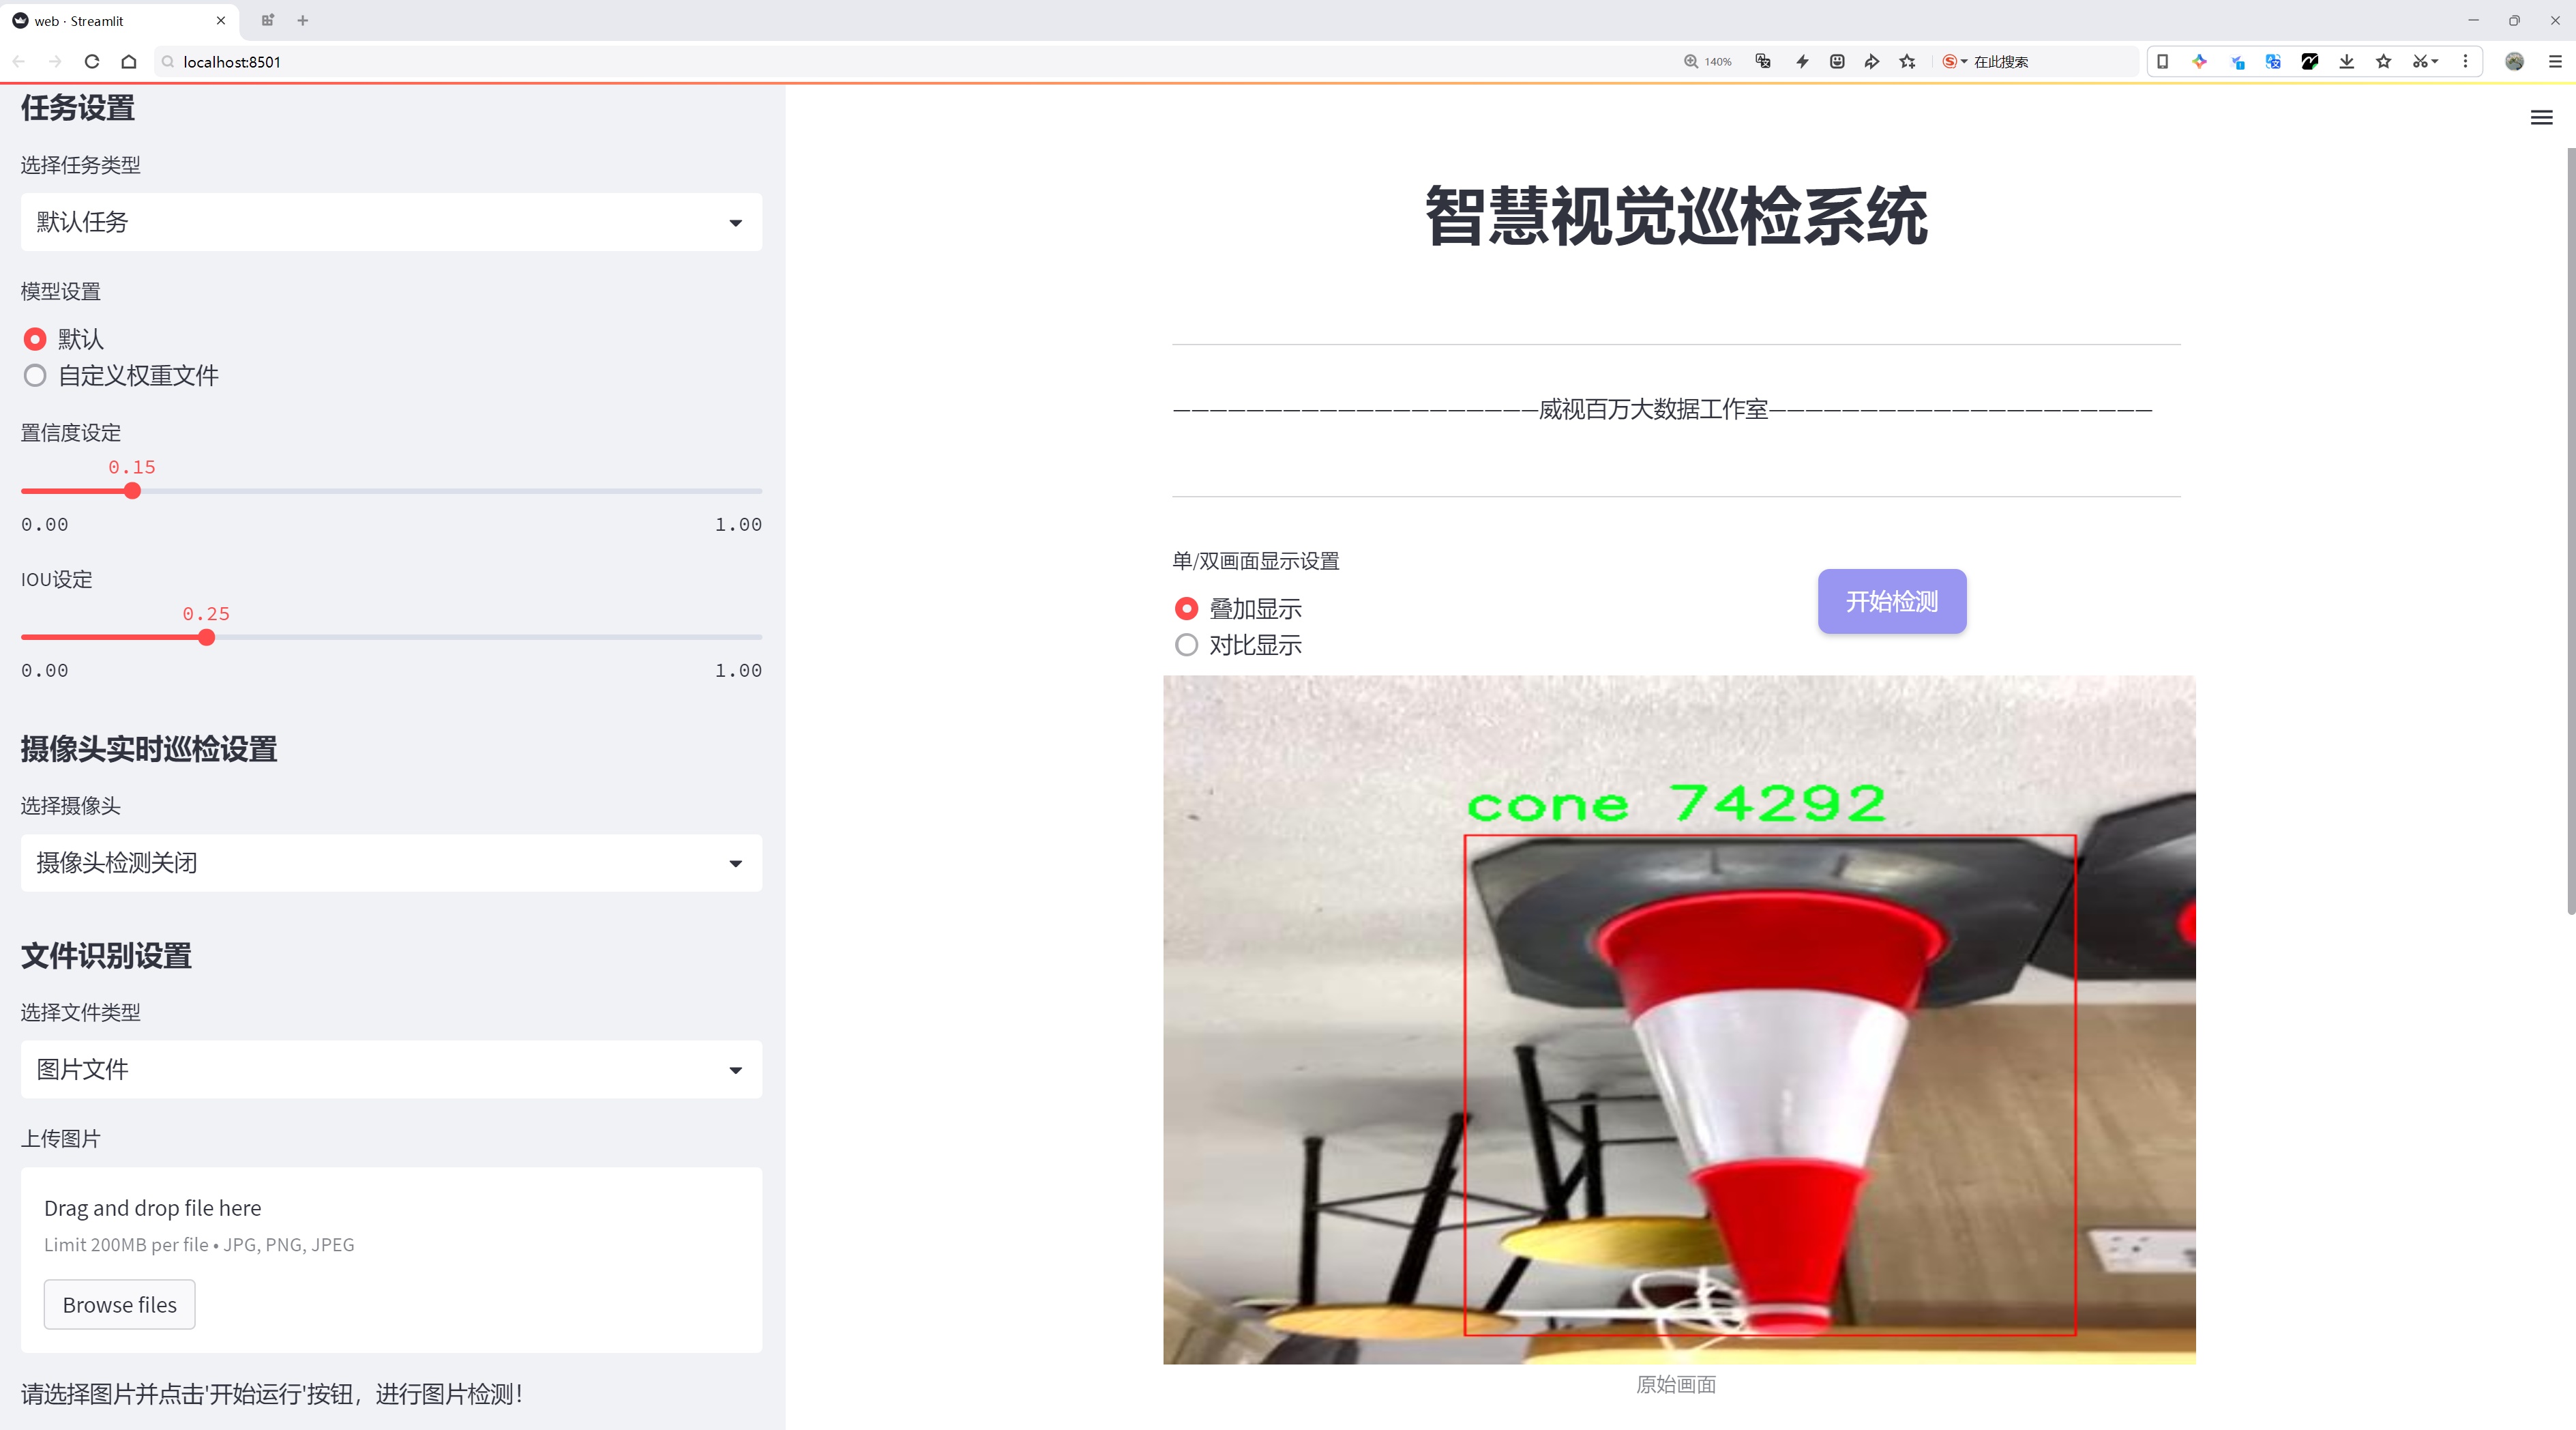 web · Streamlit
localhost:8501
140%
在此搜索
任务设置
选择任务类型
默认任务
模型设置
默认
自定义权重文件
置信度设定
0.15
0.00 1.00
IOU设定
0.25
0.00 1.00
摄像头实时巡检设置
选择摄像头
摄像头检测关闭
文件识别设置
选择文件类型
图片文件
上传图片
Drag and drop file here
Limit 200MB per file • JPG, PNG, JPEG
Browse files
请选择图片并点击'开始运行'按钮，进行图片检测！
智慧视觉巡检系统
————————————————————威视百万大数据工作室—————————————————————
单/双画面显示设置
叠加显示
对比显示
开始检测
cone 74292
原始画面